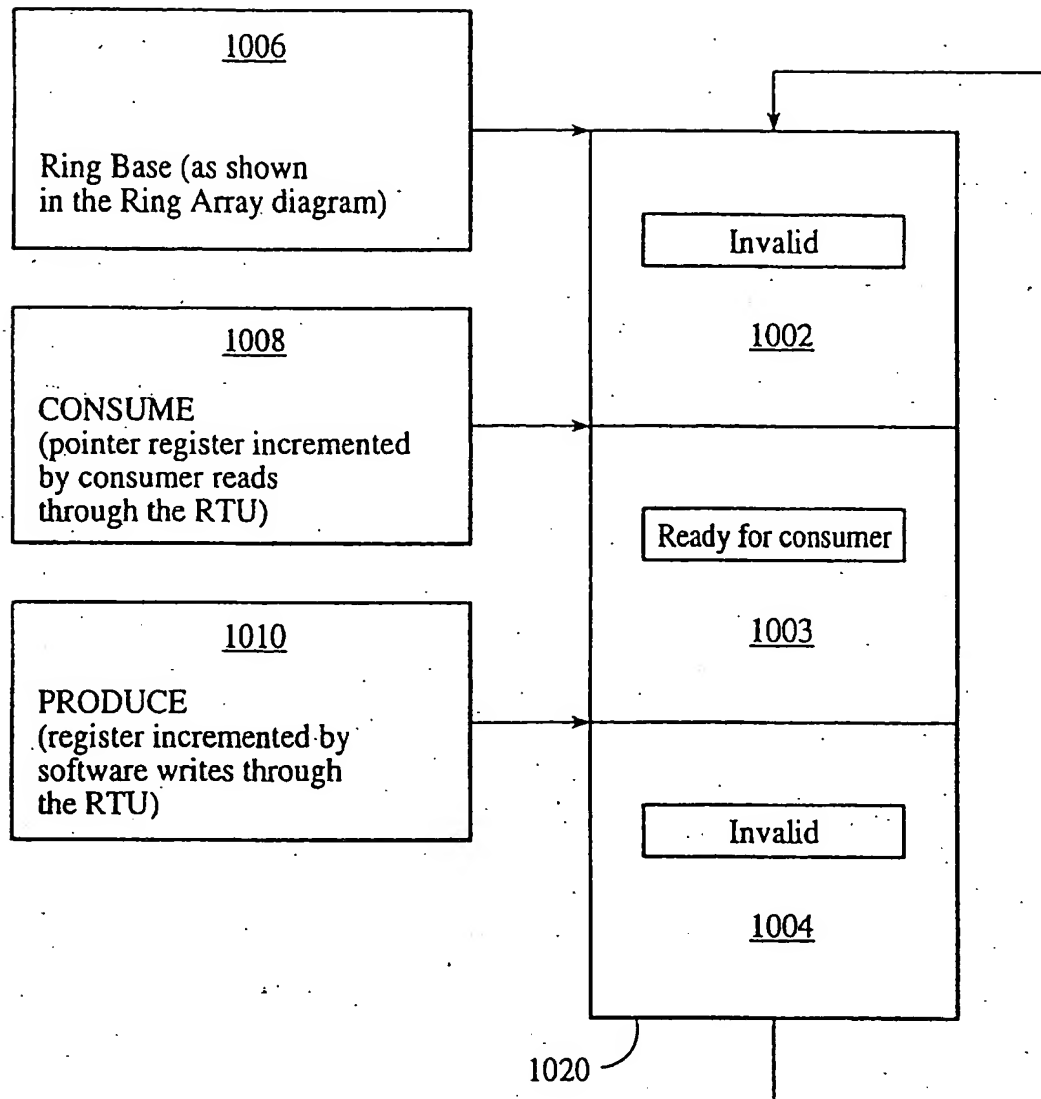 1006
Ring Base (as shown
in the Ring Array diagram)
1008
CONSUME
(pointer register incremented
by consumer reads
through the RTU)
1010
PRODUCE
(register incremented by
software writes through
the RTU)
Invalid
1002
Ready for consumer
1003
Invalid
1004
1020